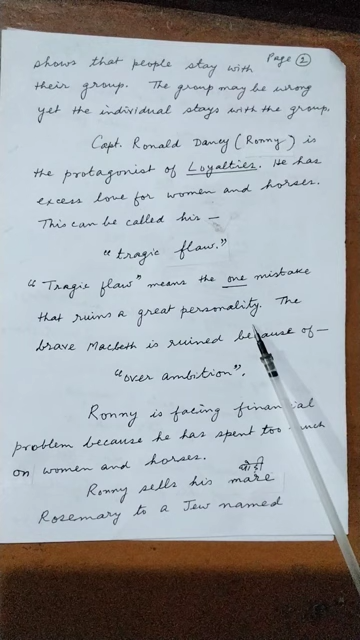 Page ②
shows that people stay with
their group. The group may be wrong
yet the individual stays with the group.
Capt. Ronald Dancy (Ronny) is
the protagonist of Loyalties. He has
excess love for women and horses.
This can be called his —
"tragic flaw."
"Tragic flaw" means the one mistake
that ruins a great personality. The
brave Macbeth is ruined because of —
"over ambition".
Ronny is facing financial
problem because he has spent too much
on women and horses.
घोड़ी
Ronny sells his mare
Rosemary to a Jew named